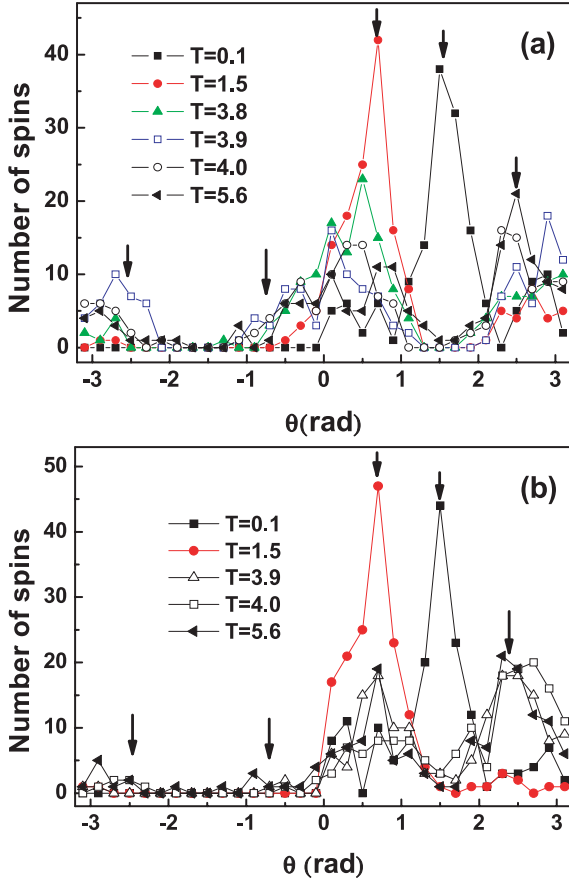 (a)
40
30
20
10
0
Number of spins
T=0.1
T=1.5
T=3.8
T=3.9
T=4.0
T=5.6
-3 -2 -1 0 1 2 3
θ(rad)
(b)
50
40
30
20
10
0
Number of spins
T=0.1
T=1.5
T=3.9
T=4.0
T=5.6
-3 -2 -1 0 1 2 3
θ (rad)